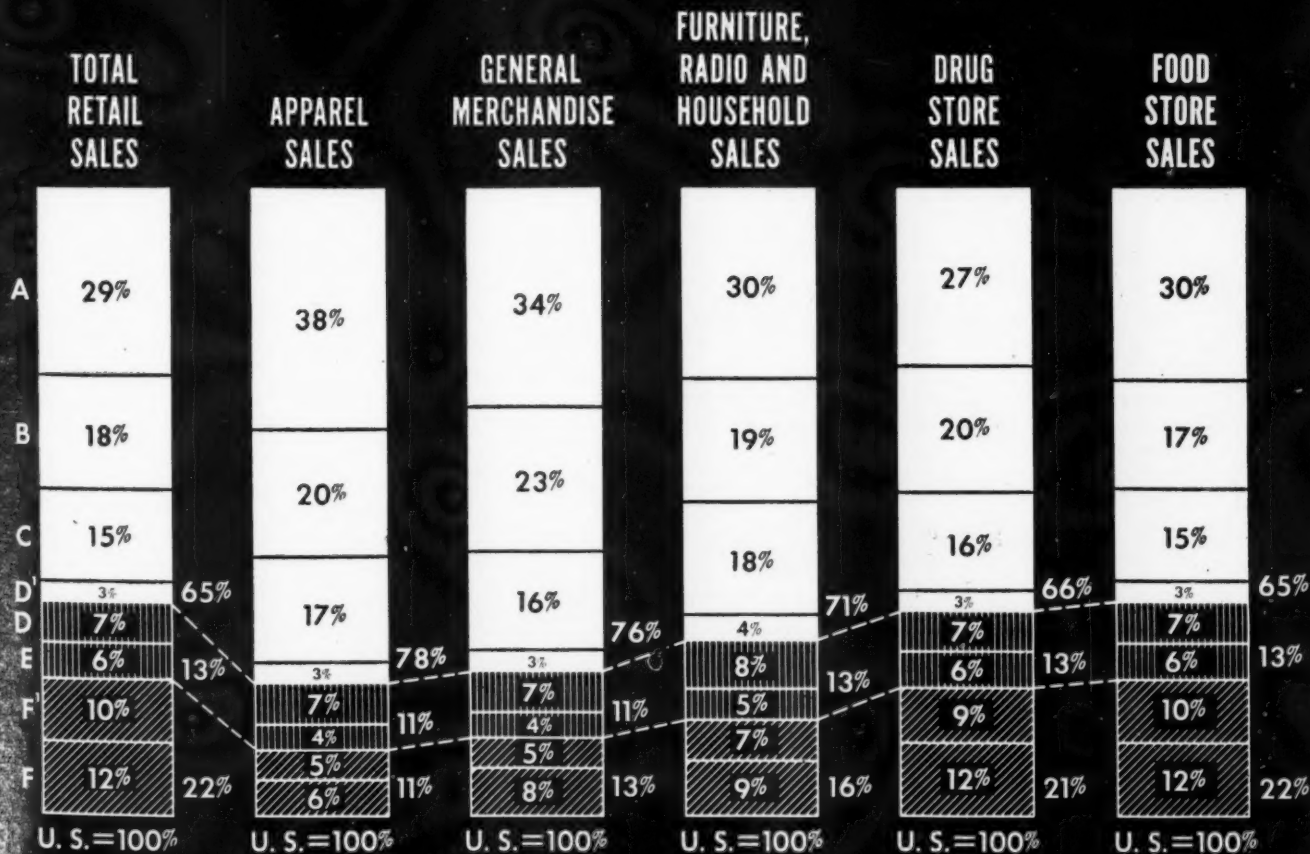 TOTAL
RETAIL
SALES
APPAREL
SALES
GENERAL
MERCHANDISE
SALES
FURNITURE,
RADIO AND
HOUSEHOLD
SALES
DRUG
STORE
SALES
FOOD
STORE
SALES
A 29% 38% 34% 30% 27% 30%
B 18% 20% 23% 19% 20% 17%
C 15% 17% 16% 18% 16% 15%
D' 3% 65% 3% 78% 3% 76% 4% 71% 3% 66% 3% 65%
D 7% 7% 7% 8% 7% 7%
E 6% 13% 4% 11% 4% 11% 5% 13% 6% 13% 6% 13%
F' 10% 5% 5% 7% 9% 10%
F 12% 22% 6% 11% 8% 13% 9% 16% 12% 21% 12% 22%
U. S.=100% U. S.=100% U. S.=100% U. S.=100% U. S.=100% U. S.=100%